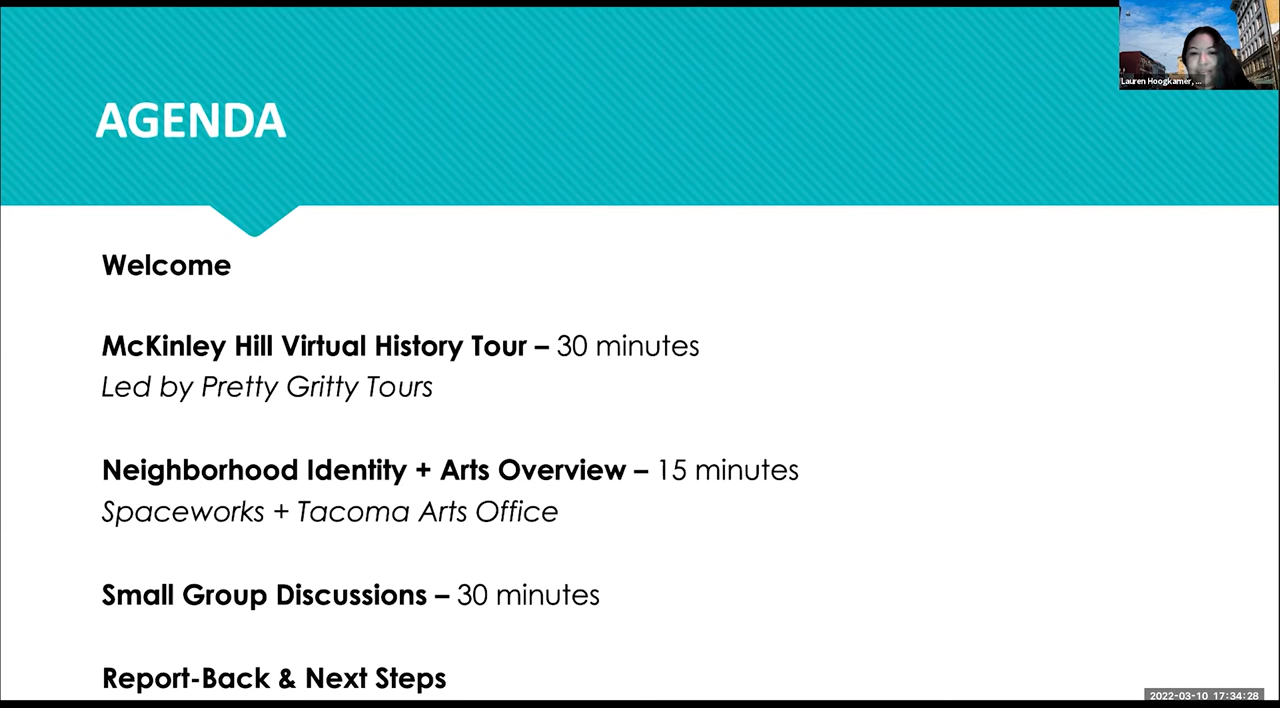 Lauren Hoogkamer, ...
AGENDA
Welcome
McKinley Hill Virtual History Tour – 30 minutes
Led by Pretty Gritty Tours
Neighborhood Identity + Arts Overview – 15 minutes
Spaceworks + Tacoma Arts Office
Small Group Discussions – 30 minutes
Report-Back & Next Steps
2022-03-10 17:34:28